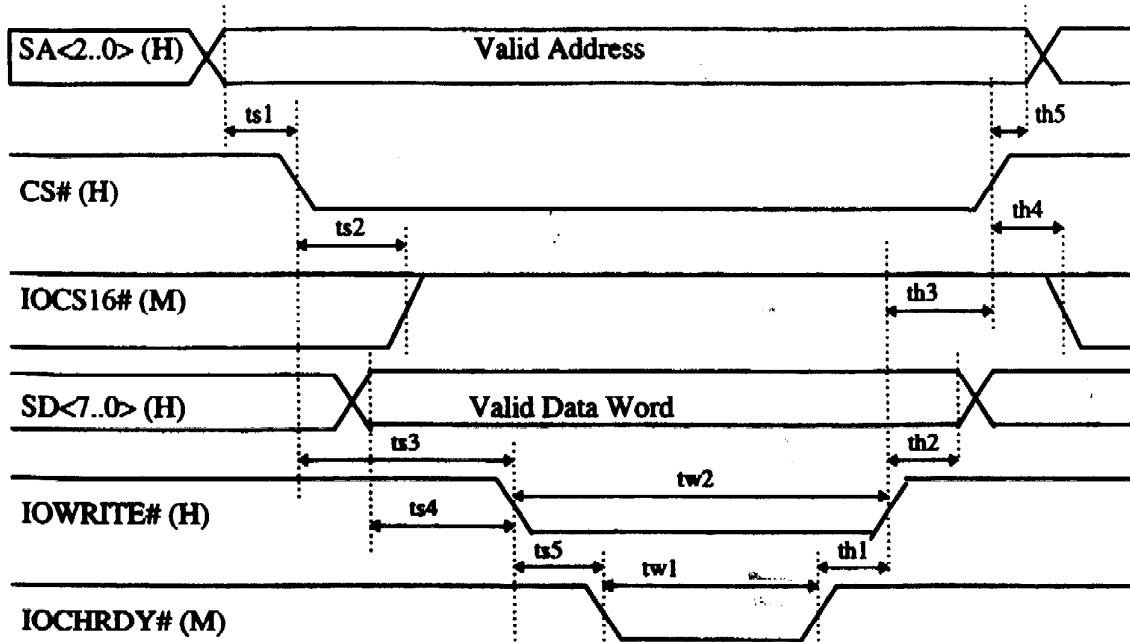 SA<2..0> (H)
Valid Address
ts1
th5
CS# (H)
ts2
th4
IOCS16# (M)
th3
SD<7..0> (H)
Valid Data Word
ts3
th2
tw2
IOWRITE# (H)
ts4
ts5
tw1
th1
IOCHRDY# (M)